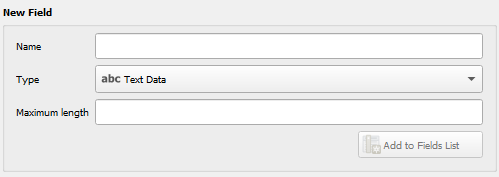 New Field
Name
Type abc Text Data
Maximum length
Add to Fields List